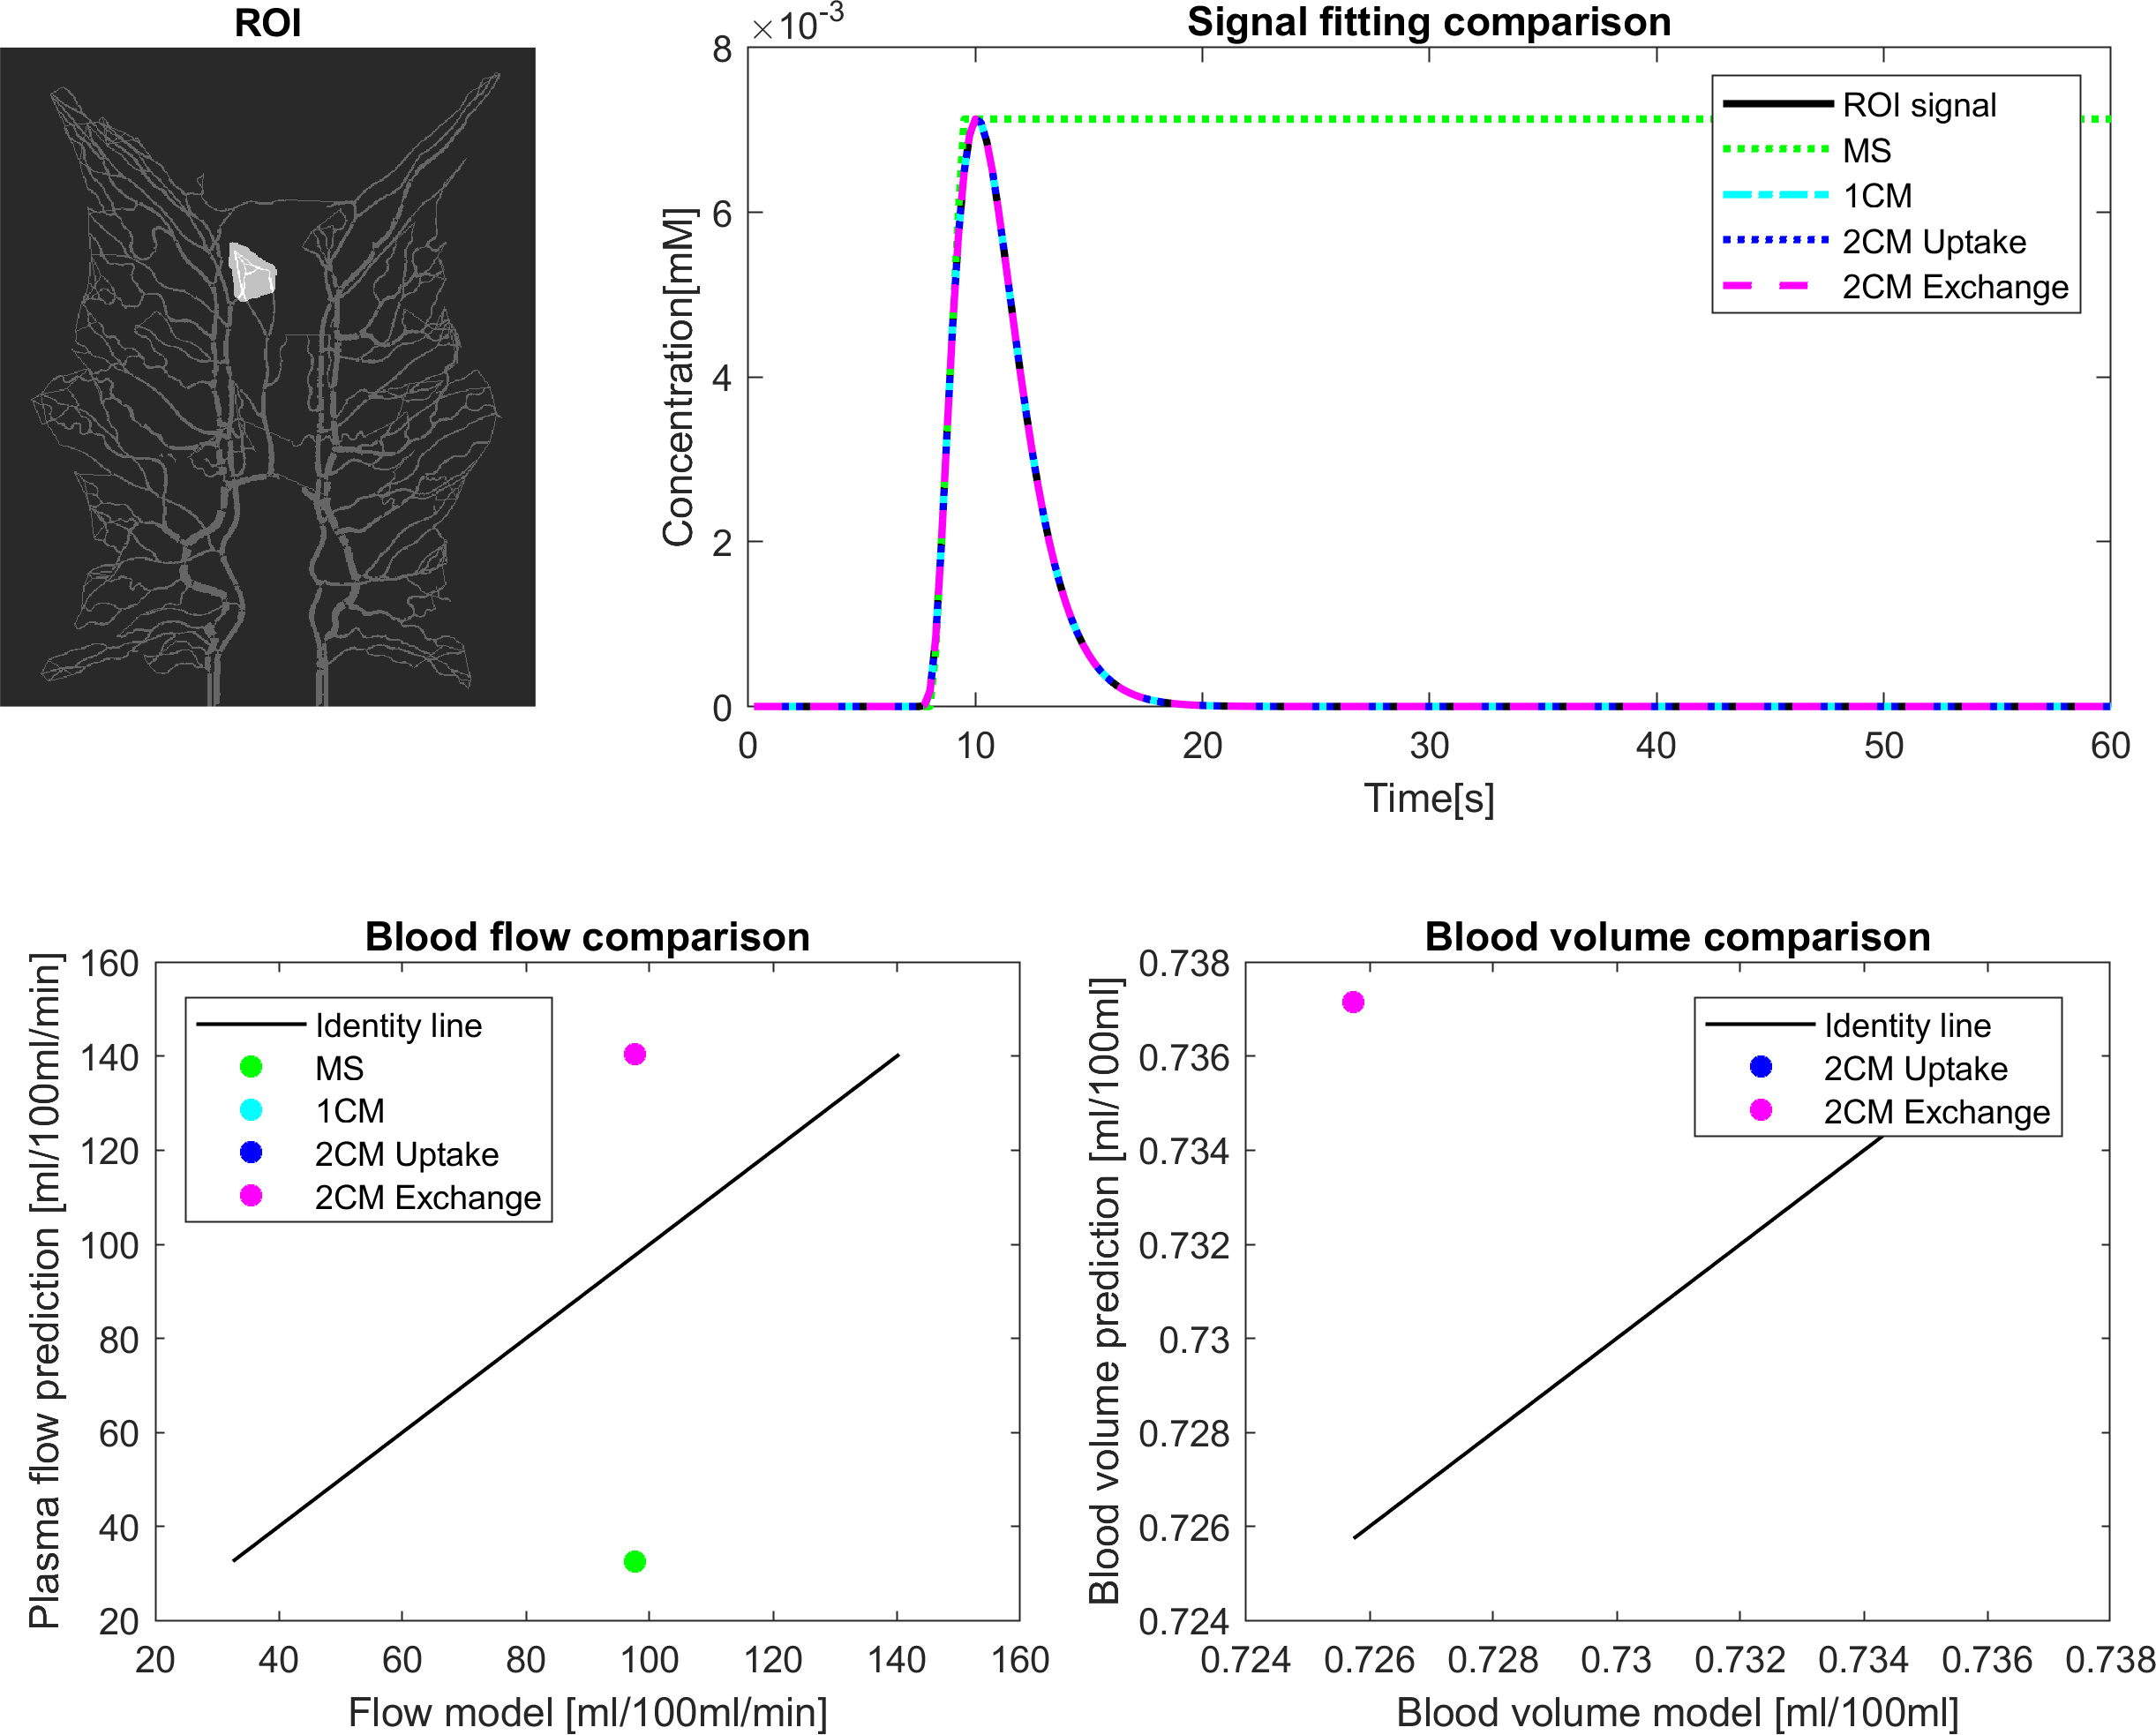 ROI
Signal fitting comparison
×10-3
8
6
4
2
0
Concentration[mM]
0 10 20 30 40 50 60
Time[s]
ROI signal
MS
1CM
2CM Uptake
2CM Exchange
Blood flow comparison
160
140
120
100
80
60
40
20
Plasma flow prediction [ml/100ml/min]
Identity line
MS
1CM
2CM Uptake
2CM Exchange
20 40 60 80 100 120 140 160
Flow model [ml/100ml/min]
Blood volume comparison
0.738
0.736
0.734
0.732
0.73
0.728
0.726
0.724
Blood volume prediction [ml/100ml]
Identity line
2CM Uptake
2CM Exchange
0.724 0.726 0.728 0.73 0.732 0.734 0.736 0.738
Blood volume model [ml/100ml]